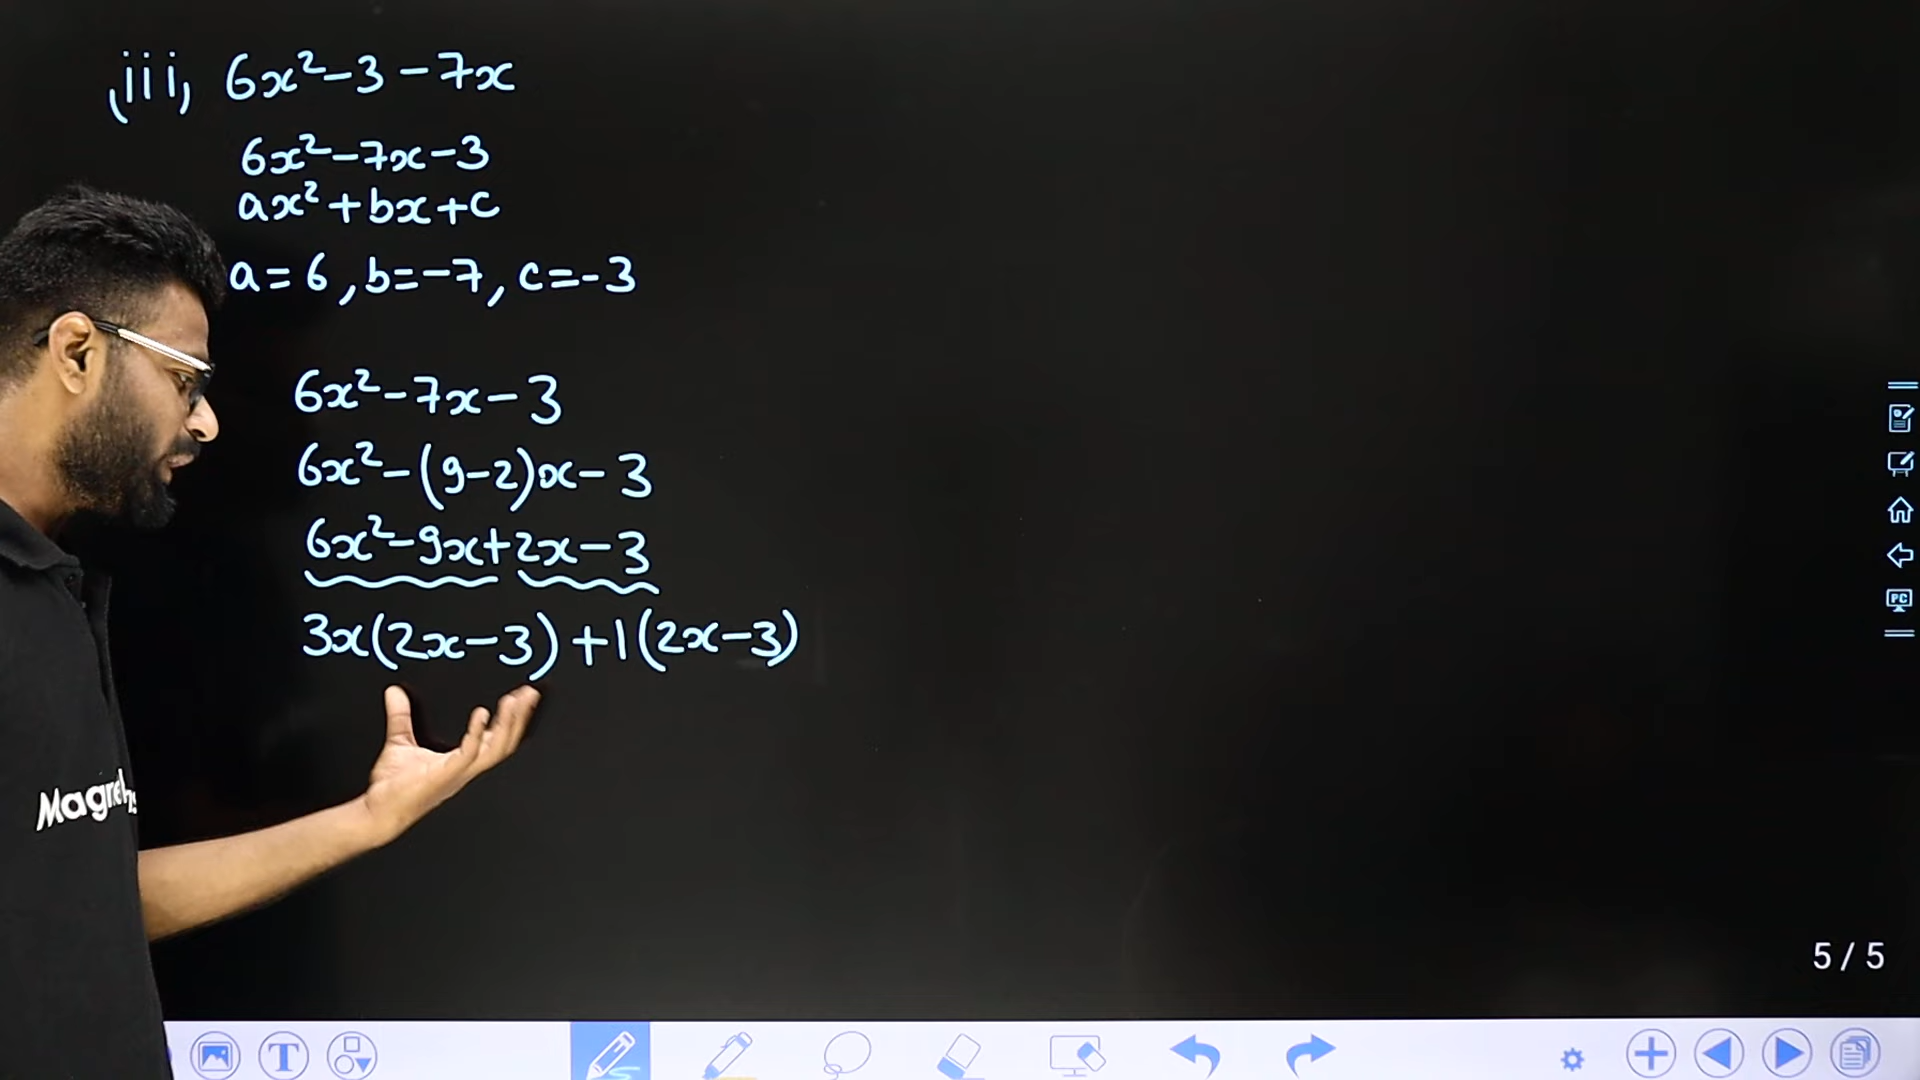 (iii) 6x²-3-7x
6x²-7x-3
ax²+bx+c
a=6, b=-7, c=-3
6x²-7x-3
6x²-(9-2)x-3
6x²-9x+2x-3
3x(2x-3)+1(2x-3)
PC
5/5
T